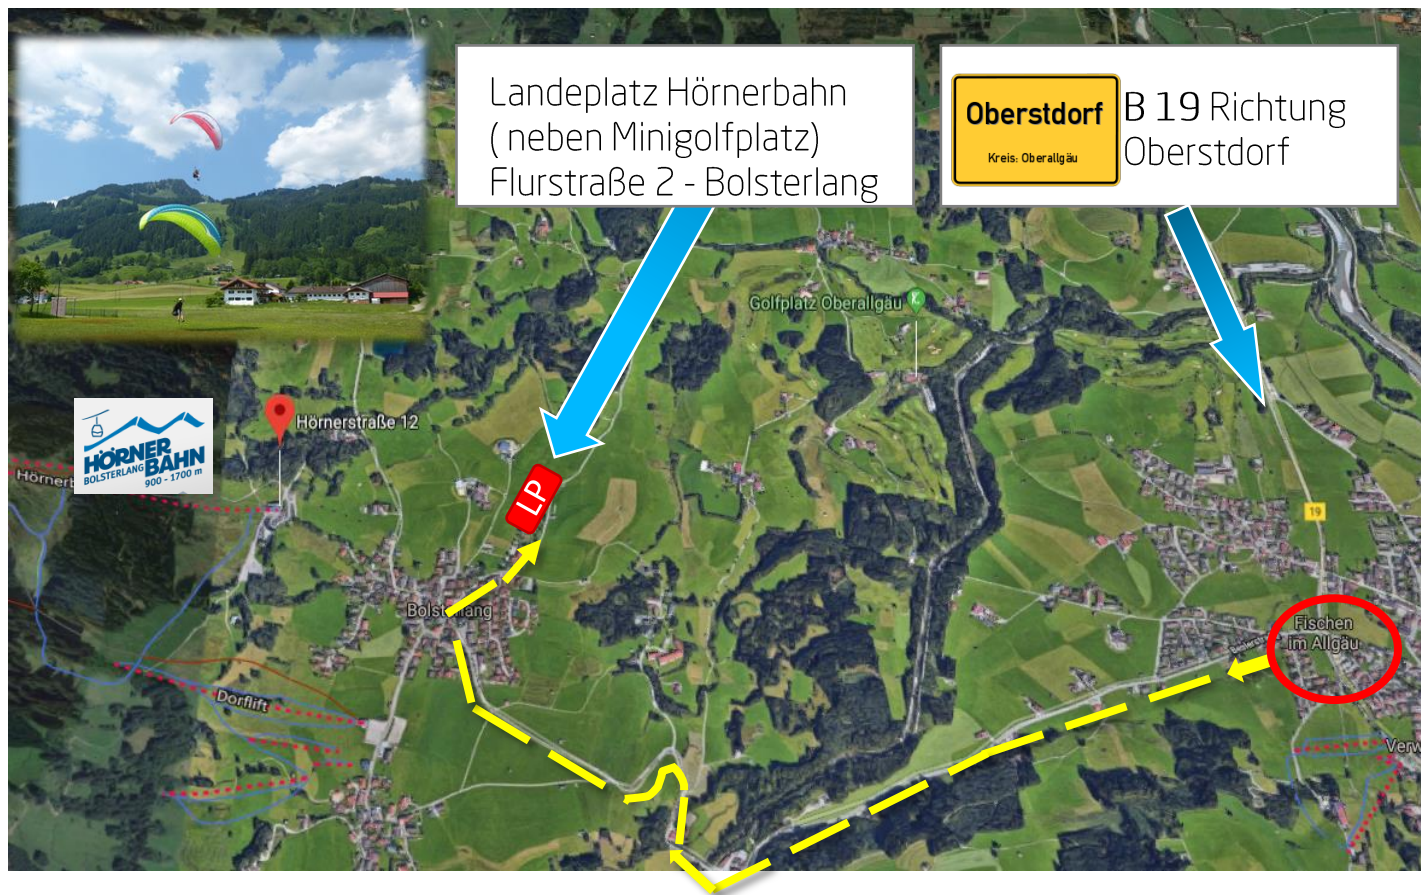 Landeplatz Hörnerbahn
( neben Minigolfplatz)
Flurstraße 2 - Bolsterlang
Oberstdorf
Kreis: Oberallgäu
B 19 Richtung
Oberstdorf
Golfplatz Oberallgäu
Hörnerstraße 12
HÖRNER
BAHN
BOLSTERLANG
900 - 1700 m
LP
19
Bolsterlang
Fischen
im Allgäu
Dorflift